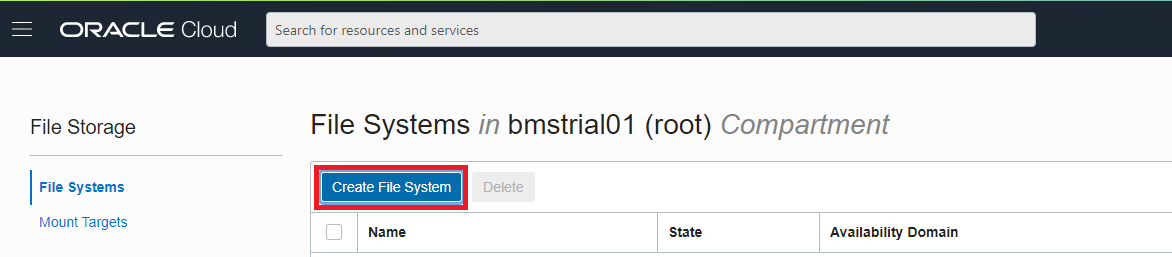 ORACLE Cloud
Search for resources and services
File Storage
File Systems
Mount Targets
File Systems in bmstrial01 (root) Compartment
Create File System Delete
Name State Availability Domain